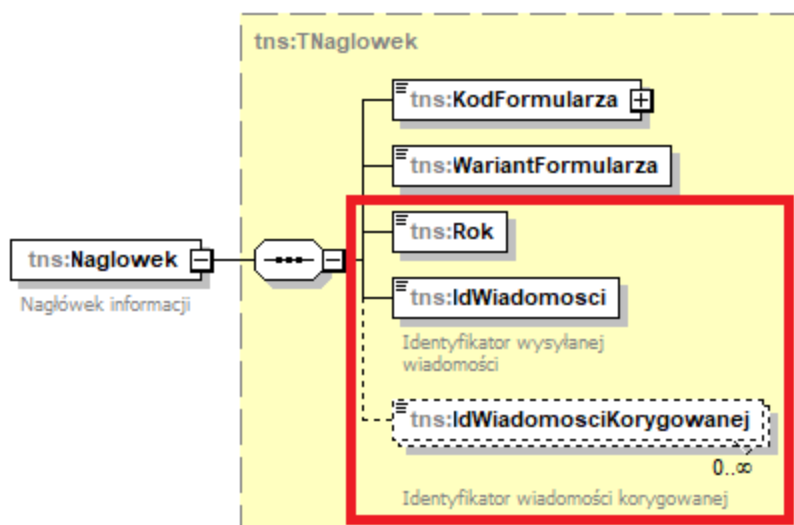 tns:TNaglowek
tns:KodFormularza
tns:WariantFormularza
tns:Rok
tns:Naglowek
Nagłówek informacji
tns:IdWiadomosci
Identyfikator wysyłanej
wiadomości
tns:IdWiadomosciKorygowanej
0..∞
Identyfikator wiadomości korygowanej